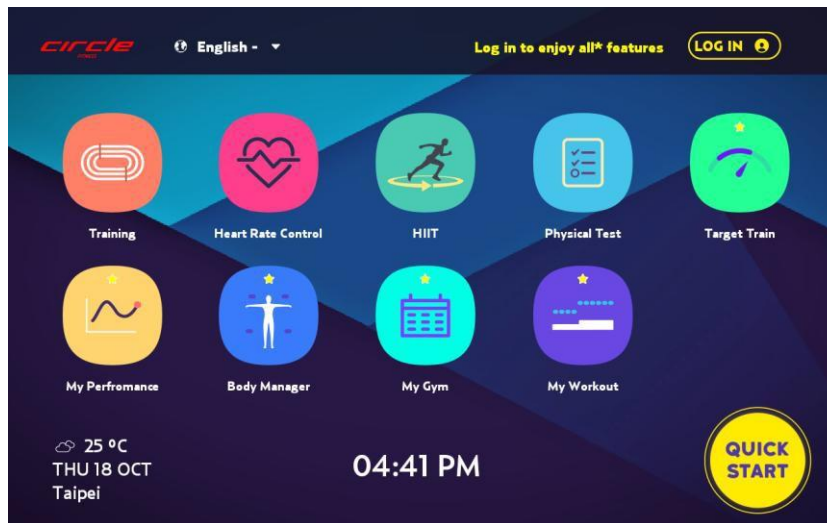 circle
English -
Log in to enjoy all* features
LOG IN
Training
Heart Rate Control
HIIT
Physical Test
Target Train
My Perfromance
Body Manager
My Gym
My Workout
25 ºC
THU 18 OCT
Taipei
04:41 PM
QUICK
START